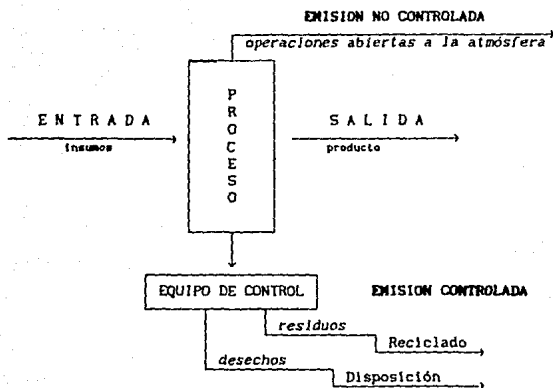 EMISION NO CONTROLADA
operaciones abiertas a la atmósfera
PROCESO
ENTRADA
insumos
SALIDA
producto
EQUIPO DE CONTROL
EMISION CONTROLADA
residuos
Reciclado
desechos
Disposición